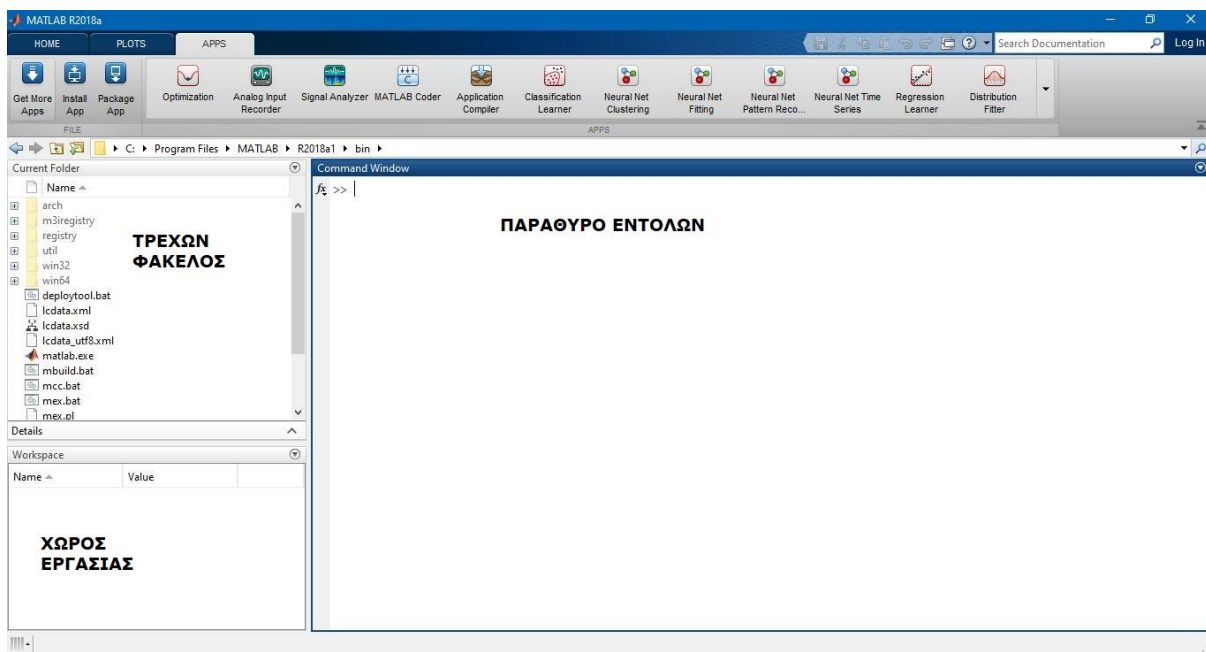 MATLAB R2018a
HOME PLOTS APPS
Search Documentation
Log In
Get More Apps
Install App
Package App
Optimization
Analog Input Recorder
Signal Analyzer
MATLAB Coder
Application Compiler
Classification Learner
Neural Net Clustering
Neural Net Fitting
Neural Net Pattern Reco...
Neural Net Time Series
Regression Learner
Distribution Fitter
FILE
APPS
C: Program Files MATLAB R2018a1 bin
Current Folder
Name
arch
m3iregistry
registry
util
win32
win64
deploytool.bat
lcdata.xml
lcdata.xsd
lcdata_utf8.xml
matlab.exe
mbuild.bat
mcc.bat
mex.bat
mex.pl
ΤΡΕΧΩΝ
ΦΑΚΕΛΟΣ
Details
Workspace
Name Value
ΧΩΡΟΣ
ΕΡΓΑΣΙΑΣ
Command Window
fx >>
ΠΑΡΑΘΥΡΟ ΕΝΤΟΛΩΝ